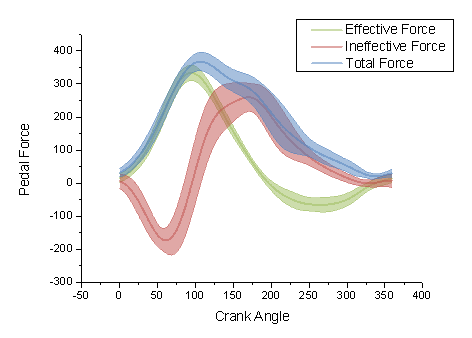 Effective Force
Ineffective Force
Total Force
400
300
200
100
0
-100
-200
-300
Pedal Force
-50 0 50 100 150 200 250 300 350 400
Crank Angle